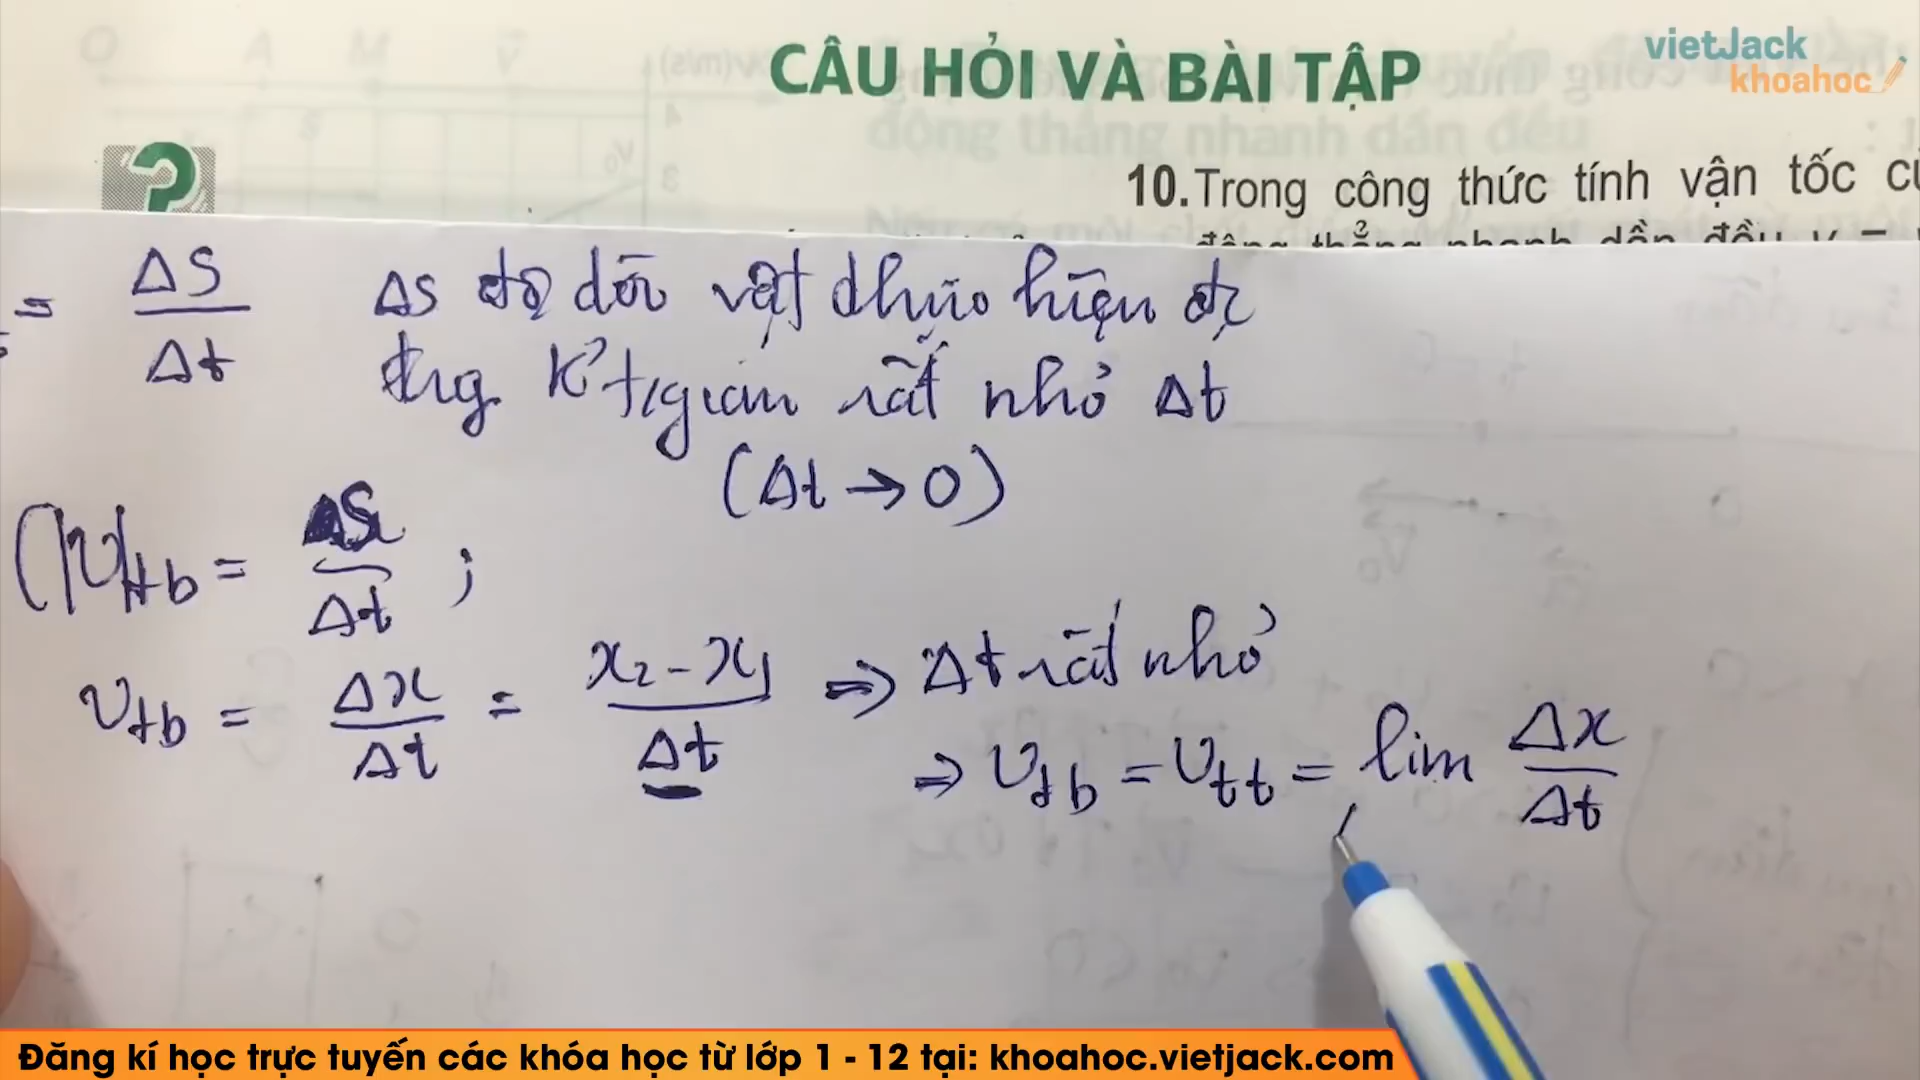 vietJack
khoahoc
CÂU HỎI VÀ BÀI TẬP
10. Trong công thức tính vận tốc
= ΔS/Δt
ΔS độ dời vật thực hiện đc
trg k² t/gian rất nhỏ Δt
(Δt → 0)
= Δt ;
vtb = Δx/Δt = x₂ - x₁/Δt ⇒ Δt rất nhỏ
⇒ vtb = vtt = lim Δx/Δt
Đăng kí học trực tuyến các khóa học từ lớp 1 - 12 tại: khoahoc.vietjack.com